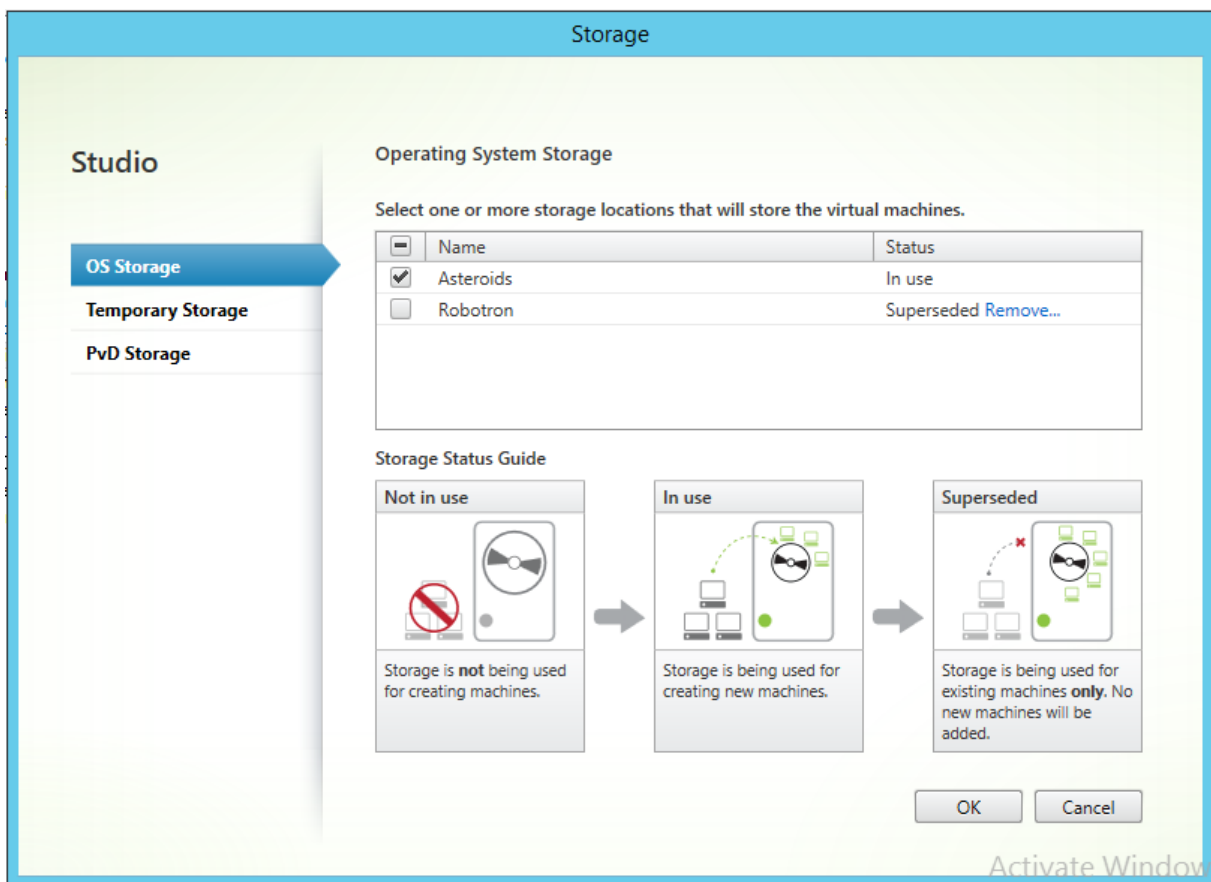 Storage
Studio
OS Storage
Temporary Storage
PvD Storage
Operating System Storage
Select one or more storage locations that will store the virtual machines.
Name Status
Asteroids In use
Robotron Superseded Remove...
Storage Status Guide
Not in use
Storage is not being used
for creating machines.
In use
Storage is being used for
creating new machines.
Superseded
Storage is being used for
existing machines only. No
new machines will be
added.
OK Cancel
Activate Window